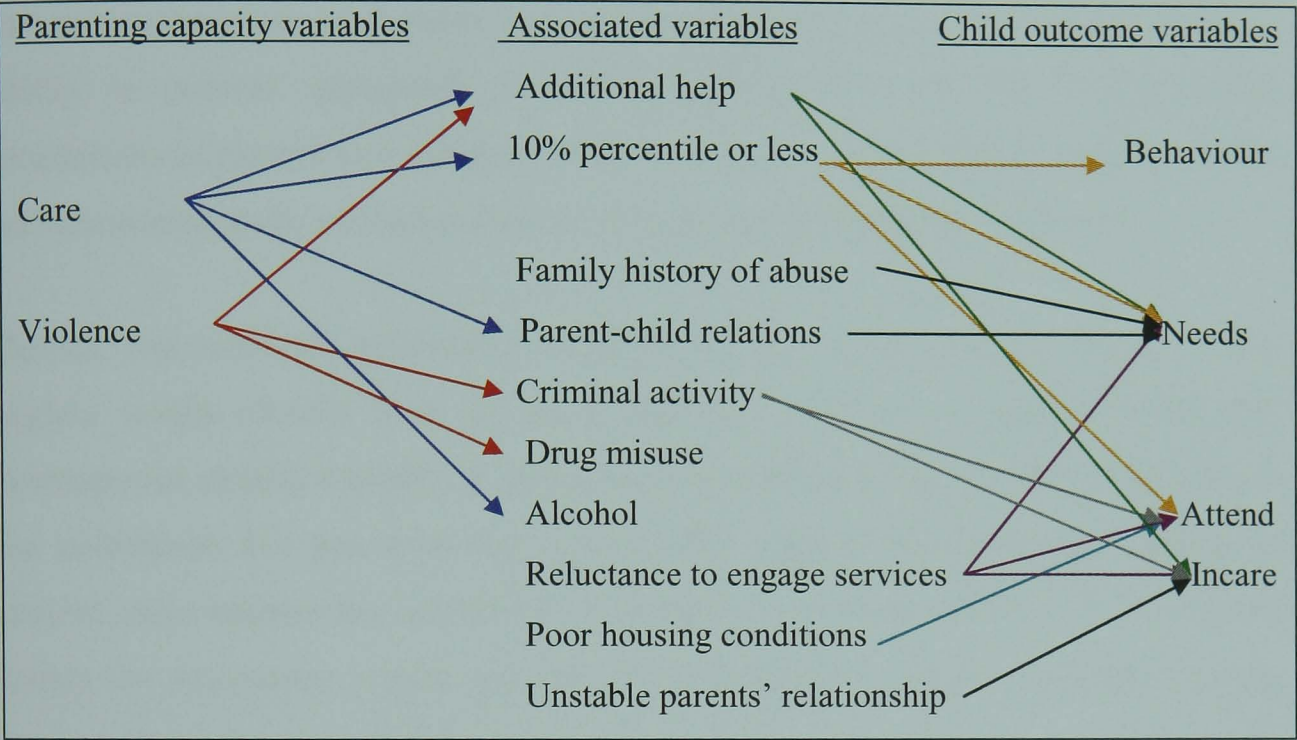 Parenting capacity variables Associated variables Child outcome variables
Additional help
10% percentile or less Behaviour
Care
Family history of abuse
Violence Parent-child relations Needs
Criminal activity
Drug misuse
Alcohol Attend
Reluctance to engage services Incare
Poor housing conditions
Unstable parents’ relationship